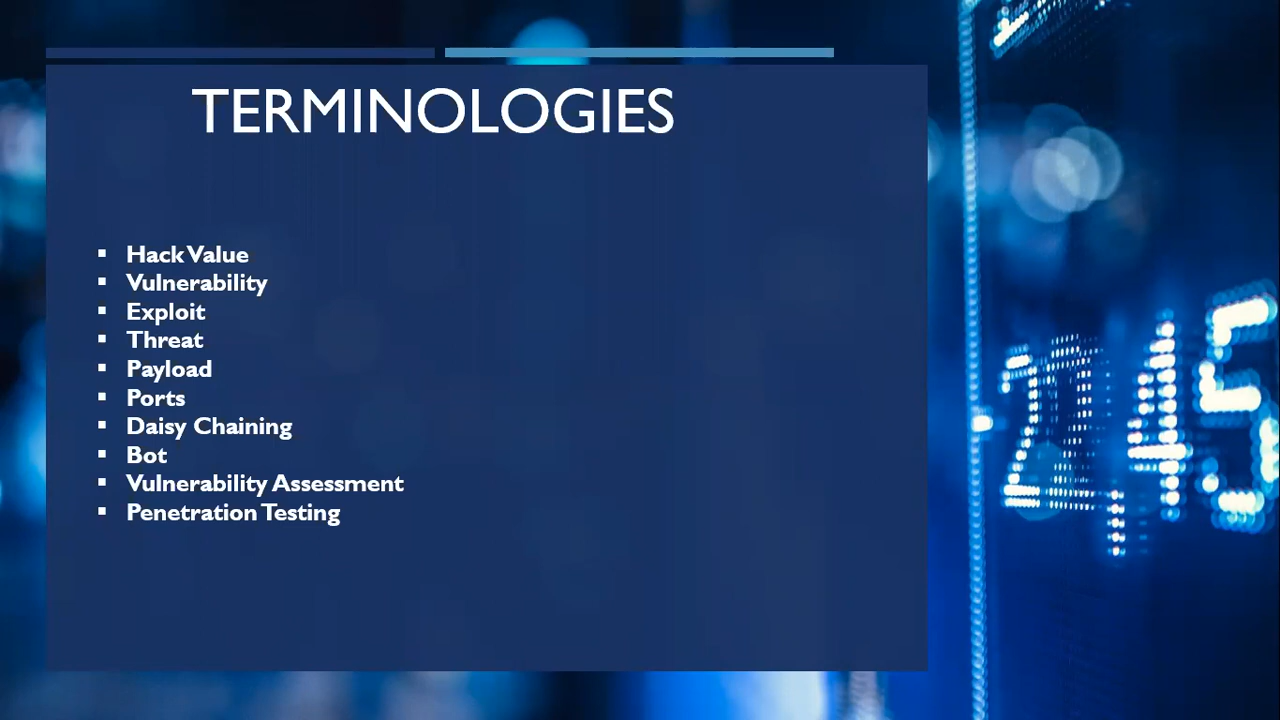 TERMINOLOGIES
Hack Value
Vulnerability
Exploit
Threat
Payload
Ports
Daisy Chaining
Bot
Vulnerability Assessment
Penetration Testing